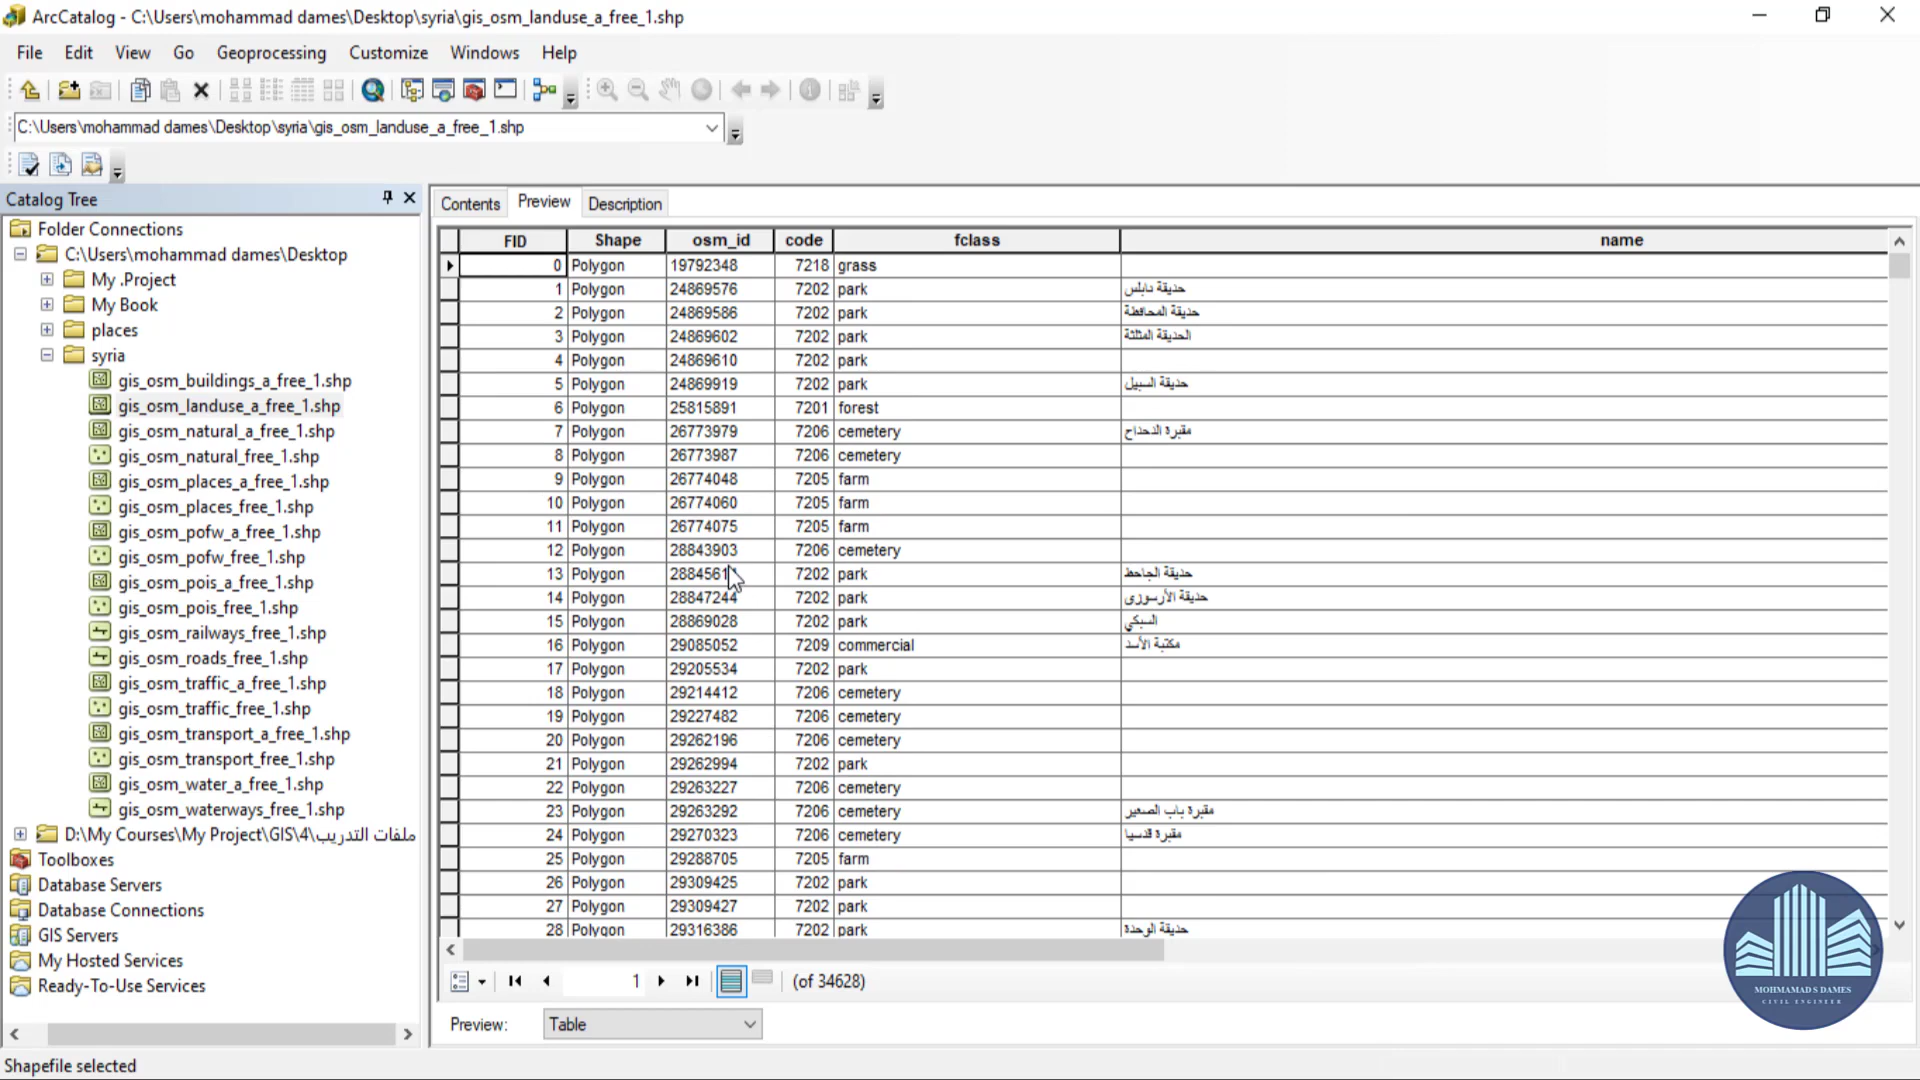 ArcCatalog - C:\Users\mohammad dames\Desktop\syria\gis_osm_landuse_a_free_1.shp
File Edit View Go Geoprocessing Customize Windows Help
C:\Users\mohammad dames\Desktop\syria\gis_osm_landuse_a_free_1.shp
Catalog Tree
Folder Connections
C:\Users\mohammad dames\Desktop
My .Project
My Book
places
syria
gis_osm_buildings_a_free_1.shp
gis_osm_landuse_a_free_1.shp
gis_osm_natural_a_free_1.shp
gis_osm_natural_free_1.shp
gis_osm_places_a_free_1.shp
gis_osm_places_free_1.shp
gis_osm_pofw_a_free_1.shp
gis_osm_pofw_free_1.shp
gis_osm_pois_a_free_1.shp
gis_osm_pois_free_1.shp
gis_osm_railways_free_1.shp
gis_osm_roads_free_1.shp
gis_osm_traffic_a_free_1.shp
gis_osm_traffic_free_1.shp
gis_osm_transport_a_free_1.shp
gis_osm_transport_free_1.shp
gis_osm_water_a_free_1.shp
gis_osm_waterways_free_1.shp
D:\My Courses\My Project\GIS\4\ملفات التدريب
Toolboxes
Database Servers
Database Connections
GIS Servers
My Hosted Services
Ready-To-Use Services
Contents Preview Description
FID Shape osm_id code fclass name
0 Polygon 19792348 7218 grass
1 Polygon 24869576 7202 park حديقة نابلس
2 Polygon 24869586 7202 park حديقة المحافظة
3 Polygon 24869602 7202 park الحديقة المثلثة
4 Polygon 24869610 7202 park
5 Polygon 24869919 7202 park حديقة السبيل
6 Polygon 25815891 7201 forest
7 Polygon 26773979 7206 cemetery مقبرة الدحداح
8 Polygon 26773987 7206 cemetery
9 Polygon 26774048 7205 farm
10 Polygon 26774060 7205 farm
11 Polygon 26774075 7205 farm
12 Polygon 28843903 7206 cemetery
13 Polygon 7202 park حديقة الجاحظ
14 Polygon 28847244 7202 park حديقة الأرسوزي
15 Polygon 28869028 7202 park السبكي
16 Polygon 29085052 7209 commercial مكتبة الأسد
17 Polygon 29205534 7202 park
18 Polygon 29214412 7206 cemetery
19 Polygon 29227482 7206 cemetery
20 Polygon 29262196 7206 cemetery
21 Polygon 29262994 7202 park
22 Polygon 29263227 7206 cemetery
23 Polygon 29263292 7206 cemetery مقبرة باب الصغير
24 Polygon 29270323 7206 cemetery مقبرة قدسيا
25 Polygon 29288705 7205 farm
26 Polygon 29309425 7202 park
27 Polygon 29309427 7202 park
28 Polygon 29316386 7202 park حديقة الوحدة
1 (of 34628)
Preview: Table
Shapefile selected
MOHMAMAD S DAMES
CIVIL ENGINEER